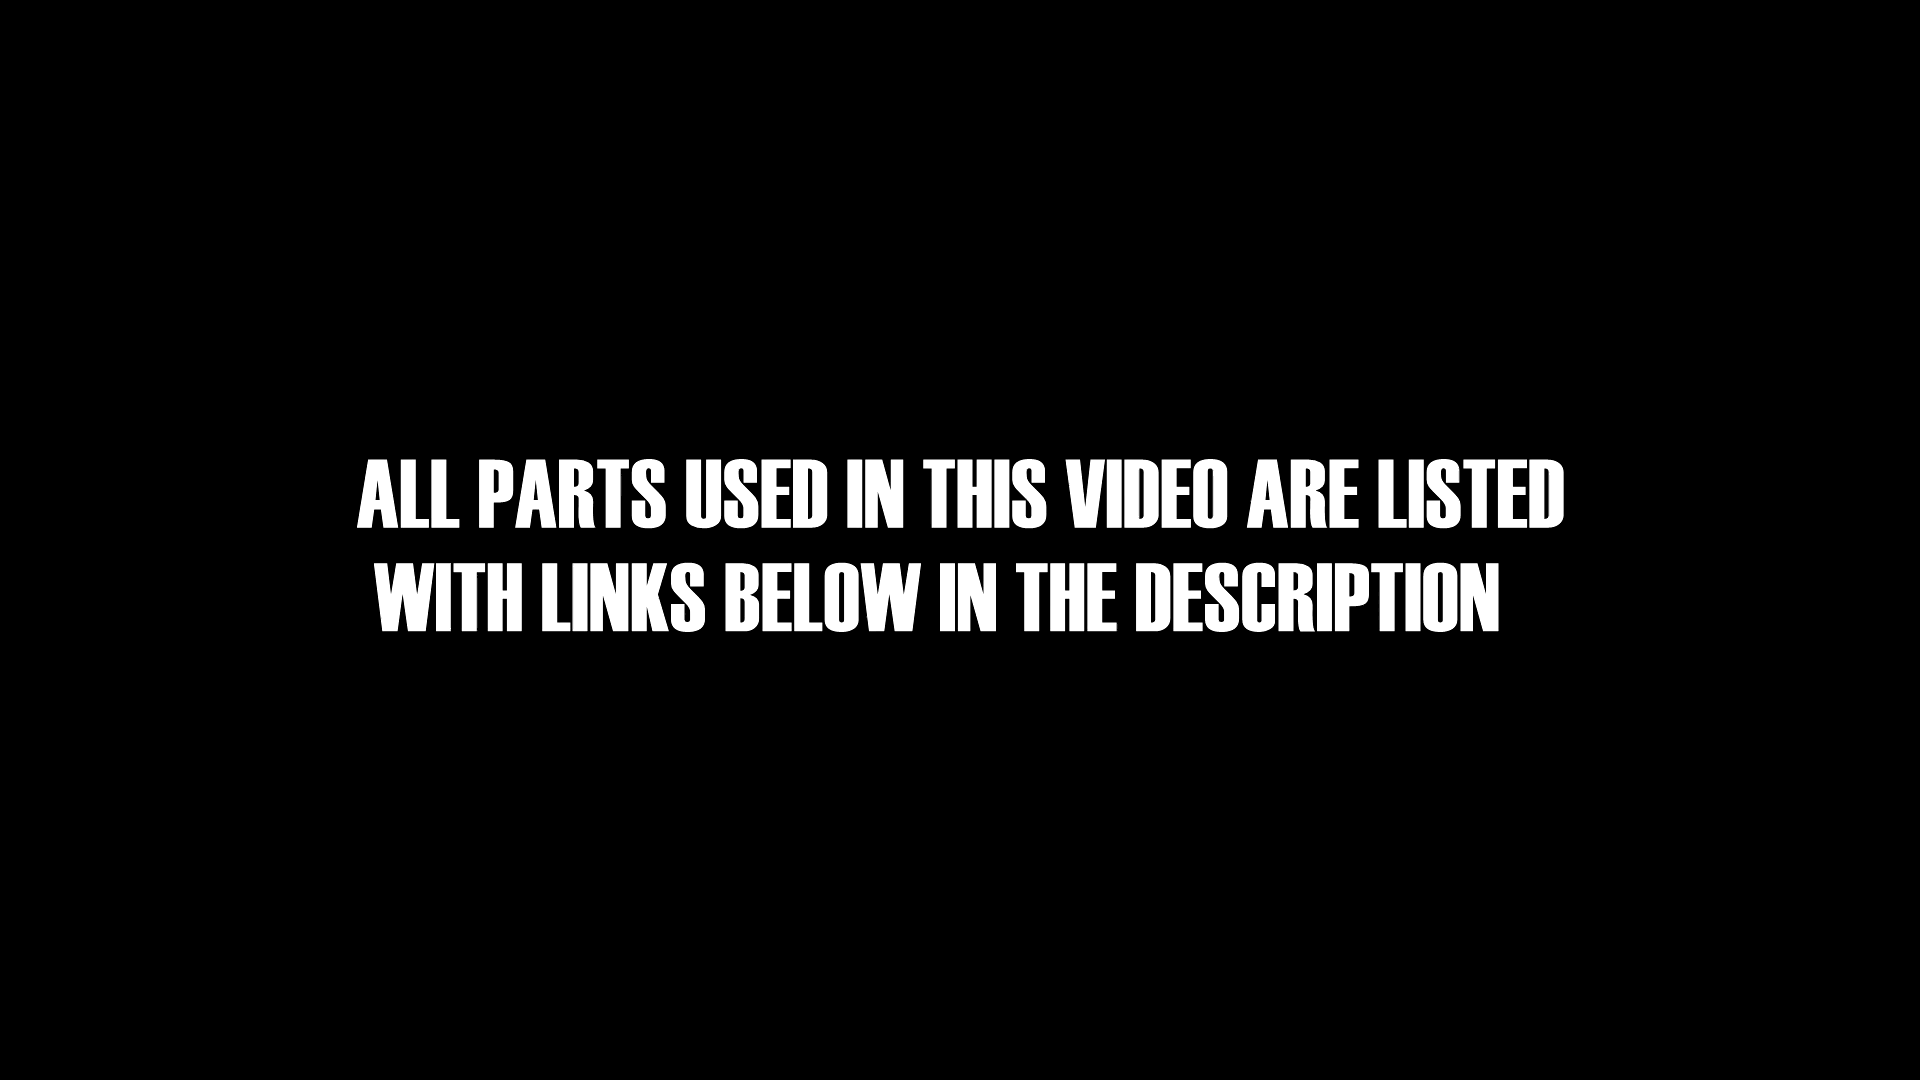 ALL PARTS USED IN THIS VIDEO ARE LISTED
WITH LINKS BELOW IN THE DESCRIPTION